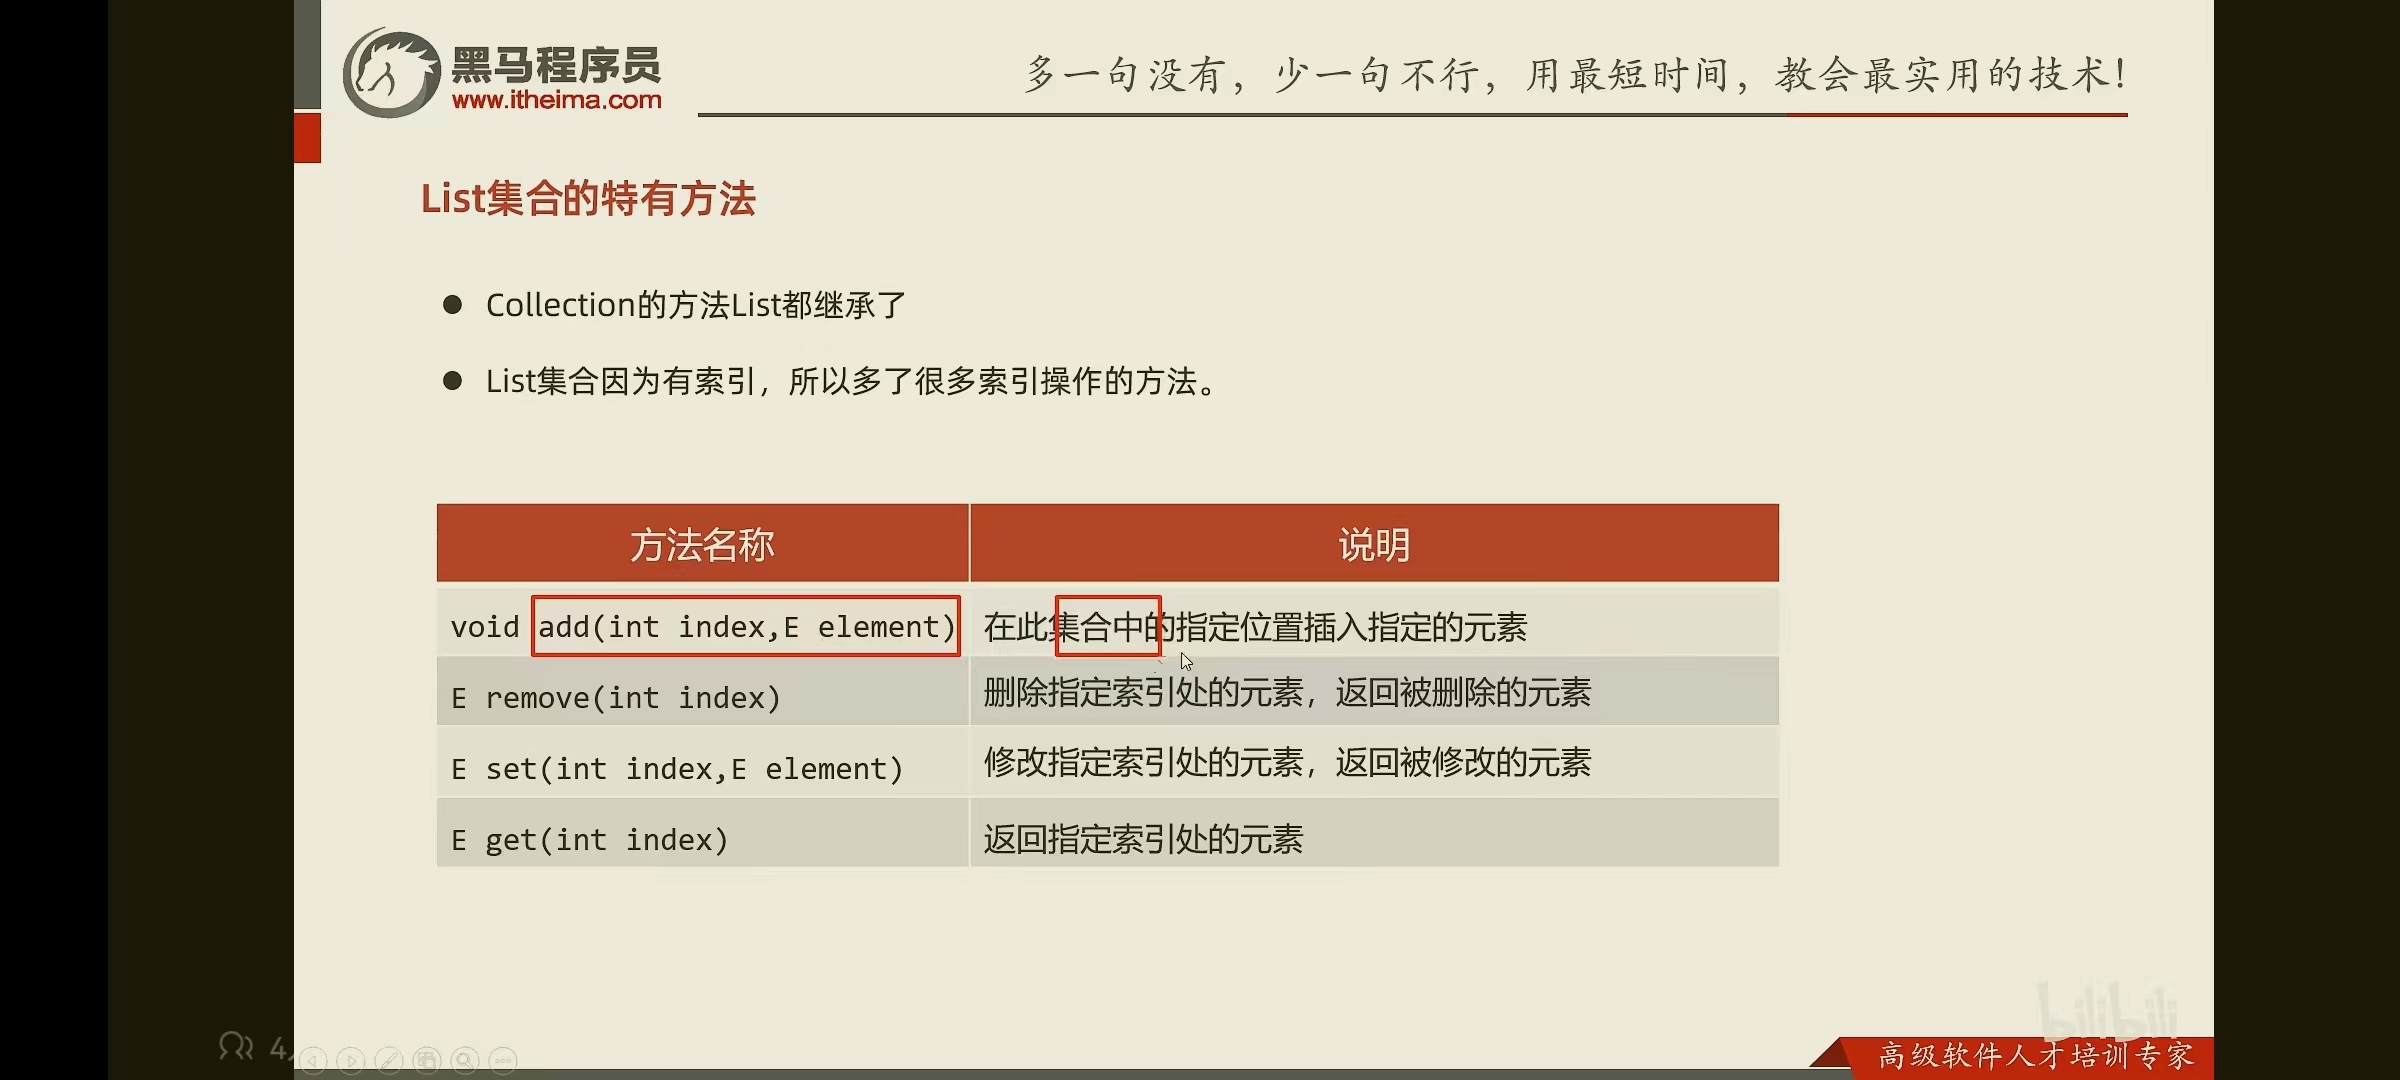 黑马程序员
www.itheima.com
多一句没有，少一句不行，用最短时间，教会最实用的技术！
List集合的特有方法
Collection的方法List都继承了
List集合因为有索引，所以多了很多索引操作的方法。
方法名称 说明
void add(int index,E element) 在此集合中的指定位置插入指定的元素
E remove(int index) 删除指定索引处的元素，返回被删除的元素
E set(int index,E element) 修改指定索引处的元素，返回被修改的元素
E get(int index) 返回指定索引处的元素
bilibili
高级软件人才培训专家